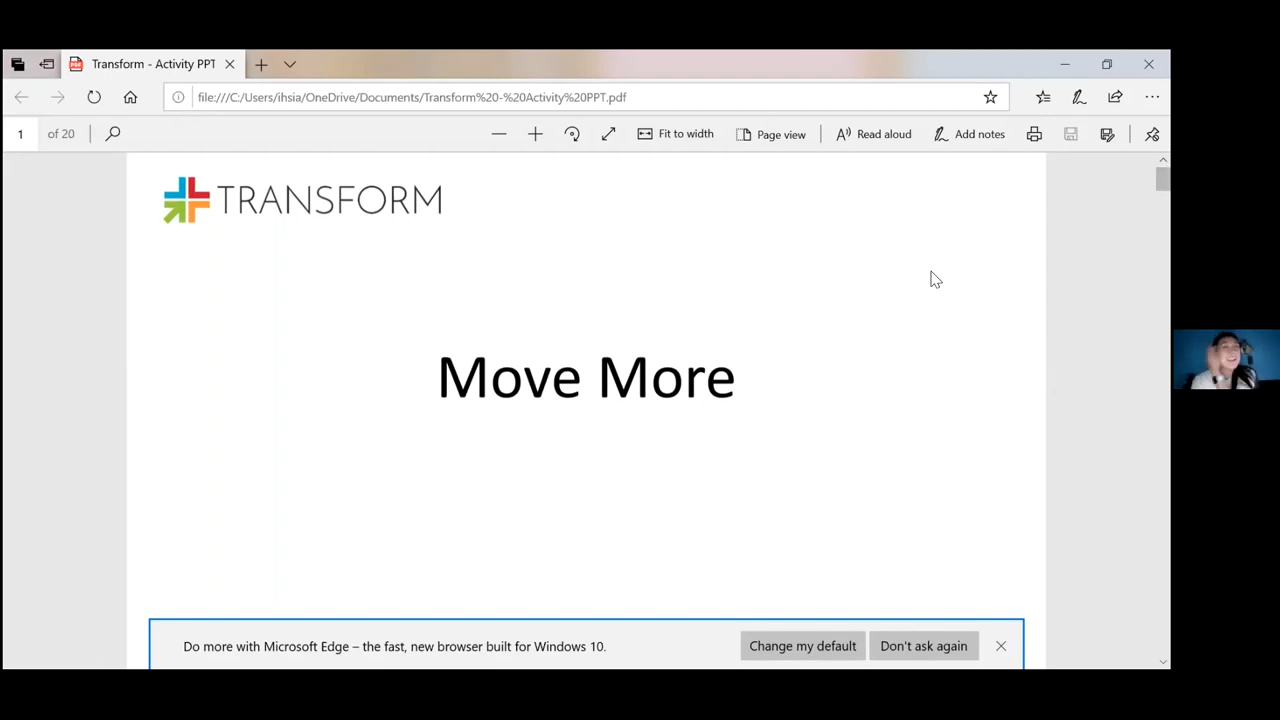 Transform - Activity PPT
file:///C:/Users/ihsia/OneDrive/Documents/Transform%20-%20Activity%20PPT.pdf
1 of 20 Fit to width Page view Read aloud Add notes
TRANSFORM
Move More
Do more with Microsoft Edge – the fast, new browser built for Windows 10. Change my default Don't ask again